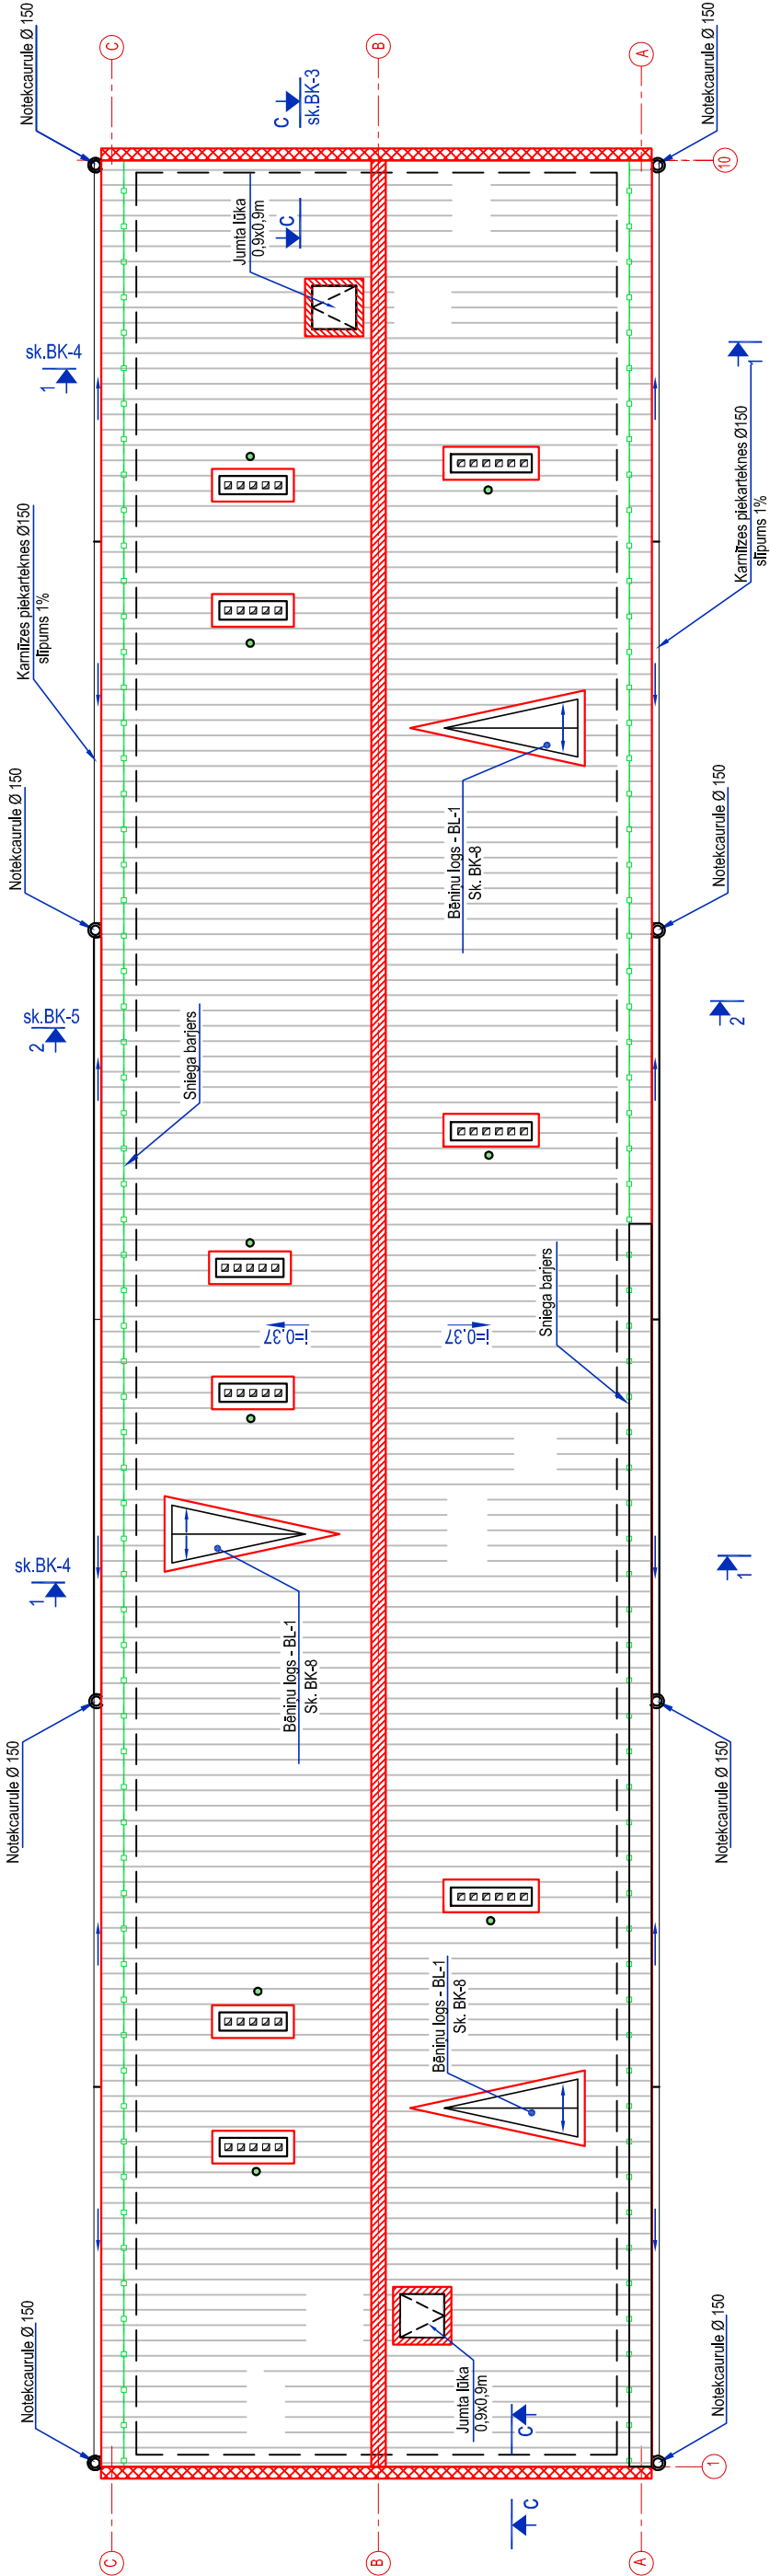 Notekcaurule Ø 150
C
B
A
Notekcaurule Ø 150
C
sk.BK-3
10
Jumta lūka
0,9x0,9m
C
sk.BK-4
1
1
Karnīīzes piekarteknes Ø150
slīpums 1%
Karnīīzes piekarteknes Ø150
slīpums 1%
Notekcaurule Ø 150
Notekcaurule Ø 150
Bēniņu logs - BL-1
Sk. BK-8
sk.BK-5
2
2
Sniega barjers
Sniega barjers
i=0.37
i=0.37
sk.BK-4
1
1
Bēniņu logs - BL-1
Sk. BK-8
Notekcaurule Ø 150
Notekcaurule Ø 150
Bēniņu logs - BL-1
Sk. BK-8
Notekcaurule Ø 150
Notekcaurule Ø 150
Jumta lūka
0,9x0,9m
C
C
1
C
B
A